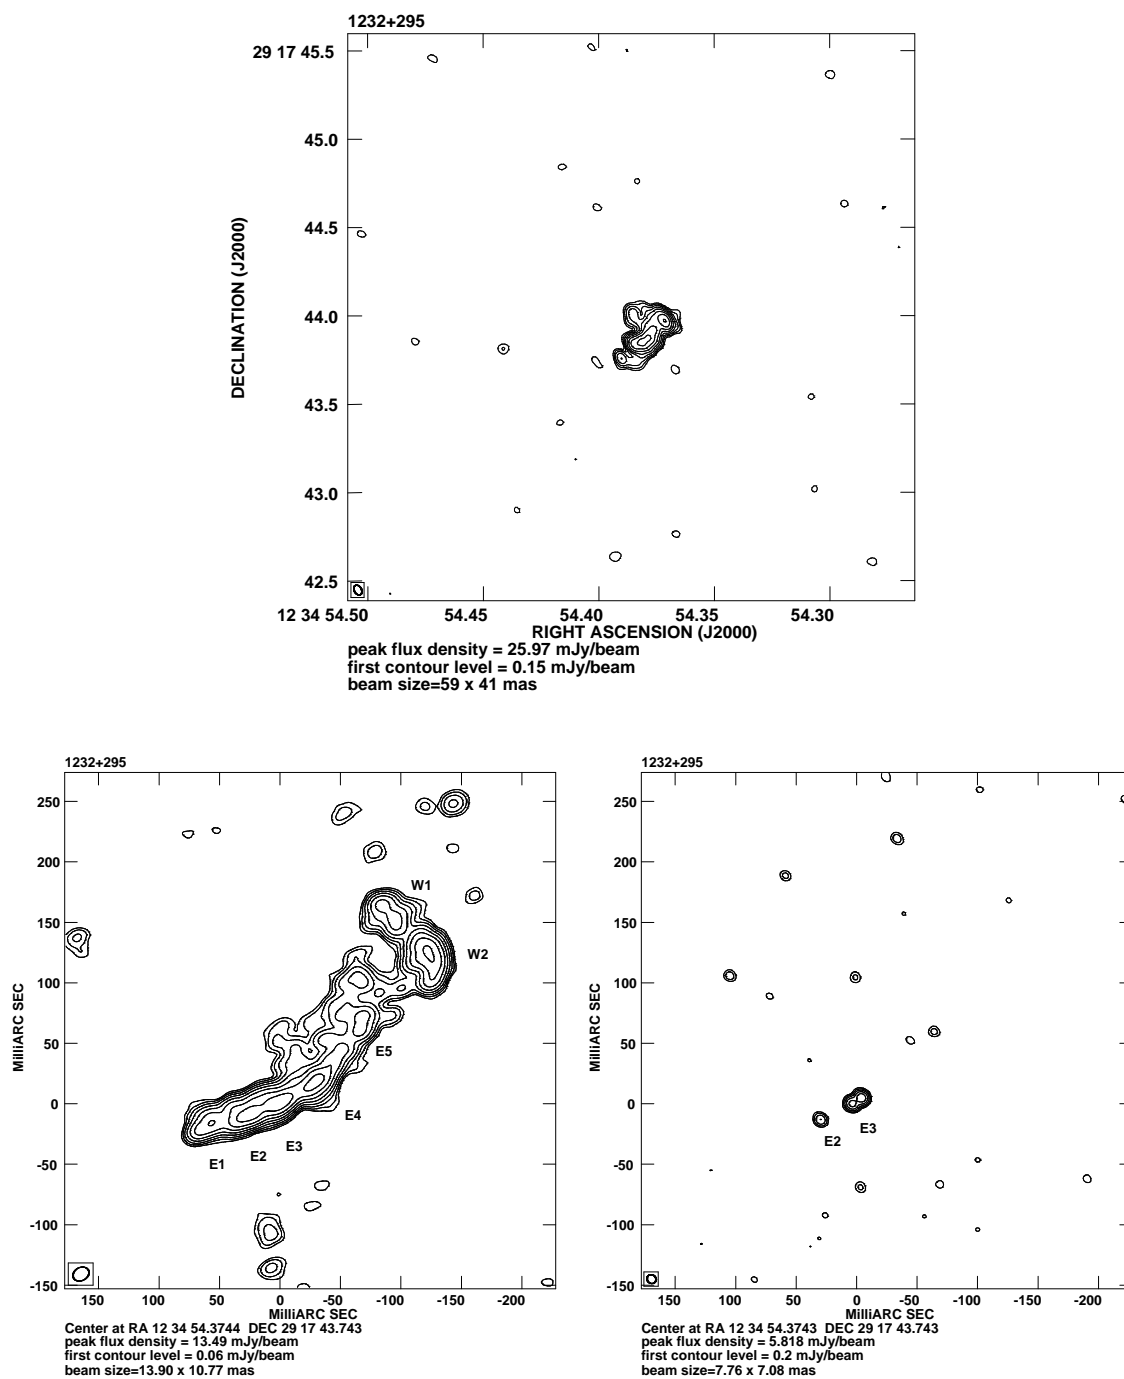 1232+295
29 17 45.5
45.0
44.5
44.0
43.5
43.0
42.5
DECLINATION (J2000)
12 34 54.50 54.45 54.40 54.35 54.30
RIGHT ASCENSION (J2000)
peak flux density = 25.97 mJy/beam
first contour level = 0.15 mJy/beam
beam size=59 x 41 mas
1232+295
250
200
150
100
50
0
-50
-100
-150
MilliARC SEC
W1
W2
E5
E4
E3
E2
E1
150 100 50 0 -50 -100 -150 -200
MilliARC SEC
Center at RA 12 34 54.3744 DEC 29 17 43.743
peak flux density = 13.49 mJy/beam
first contour level = 0.06 mJy/beam
beam size=13.90 x 10.77 mas
1232+295
250
200
150
100
50
0
-50
-100
-150
MilliARC SEC
E2 E3
150 100 50 0 -50 -100 -150 -200
MilliARC SEC
Center at RA 12 34 54.3743 DEC 29 17 43.743
peak flux density = 5.818 mJy/beam
first contour level = 0.2 mJy/beam
beam size=7.76 x 7.08 mas